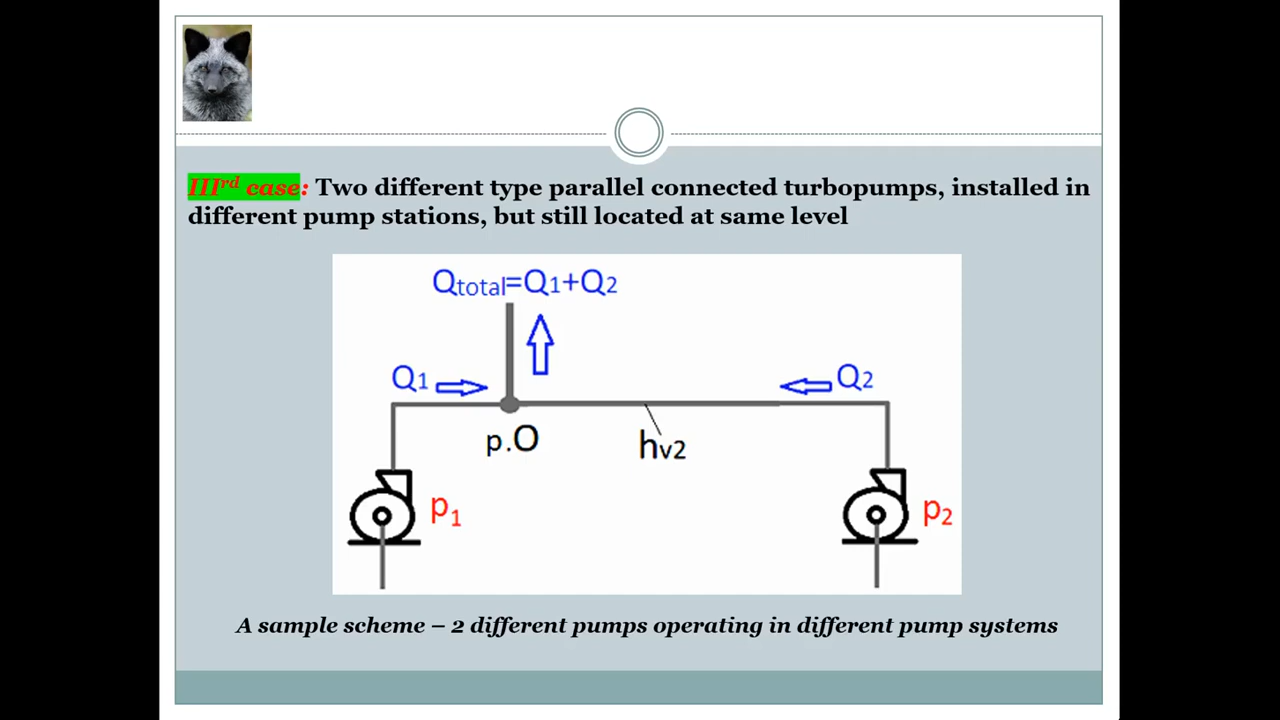 IIIrd case: Two different type parallel connected turbopumps, installed in
different pump stations, but still located at same level
Qtotal=Q1+Q2
Q1
Q2
p.O
hv2
p1
p2
A sample scheme – 2 different pumps operating in different pump systems